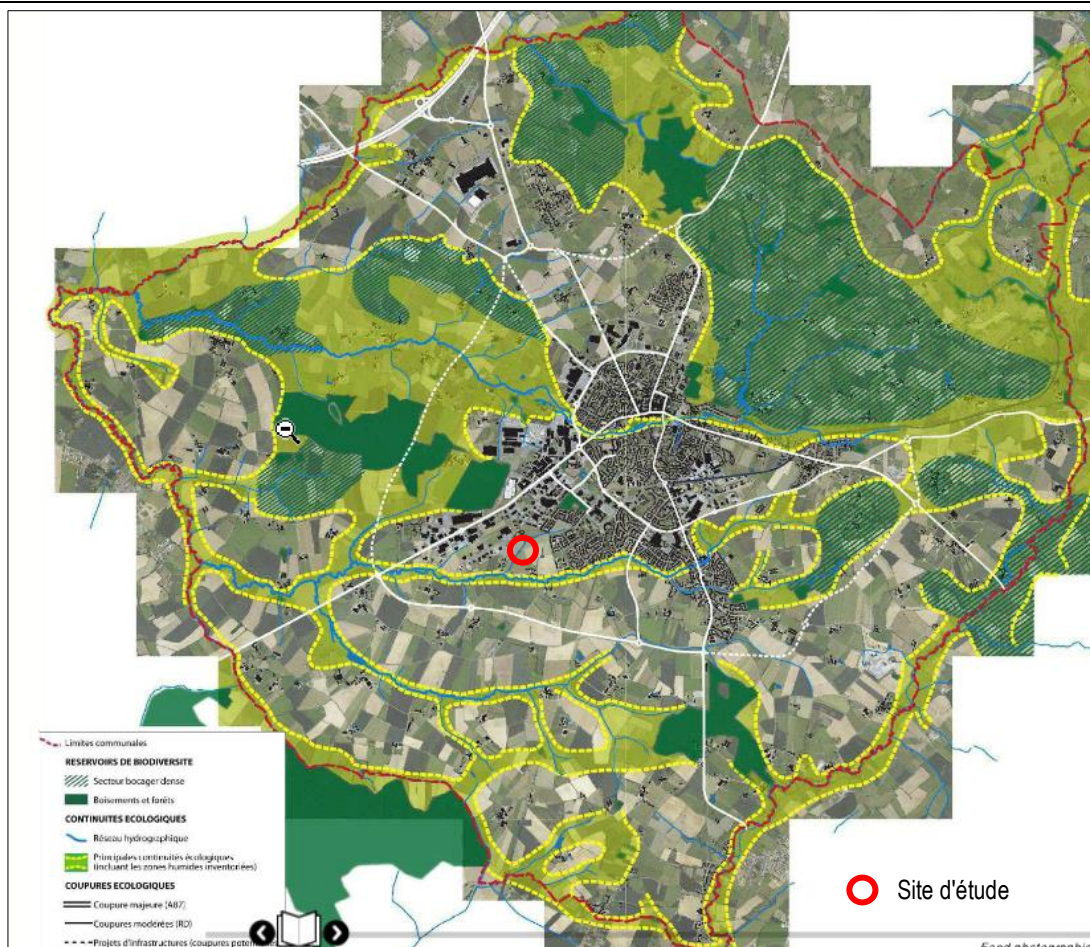 Limites communales
RESERVOIRS DE BIODIVERSITE
Secteur bocager dense
Boisements et forêts
CONTINUITES ECOLOGIQUES
Réseau hydrographique
Principales continuités écologiques
(incluant les zones humides inventoriées)
COUPURES ECOLOGIQUES
Coupure majeure (A87)
Coupures modérées (RD)
Projets d'infrastructures (coupures
Site d'étude
Fond